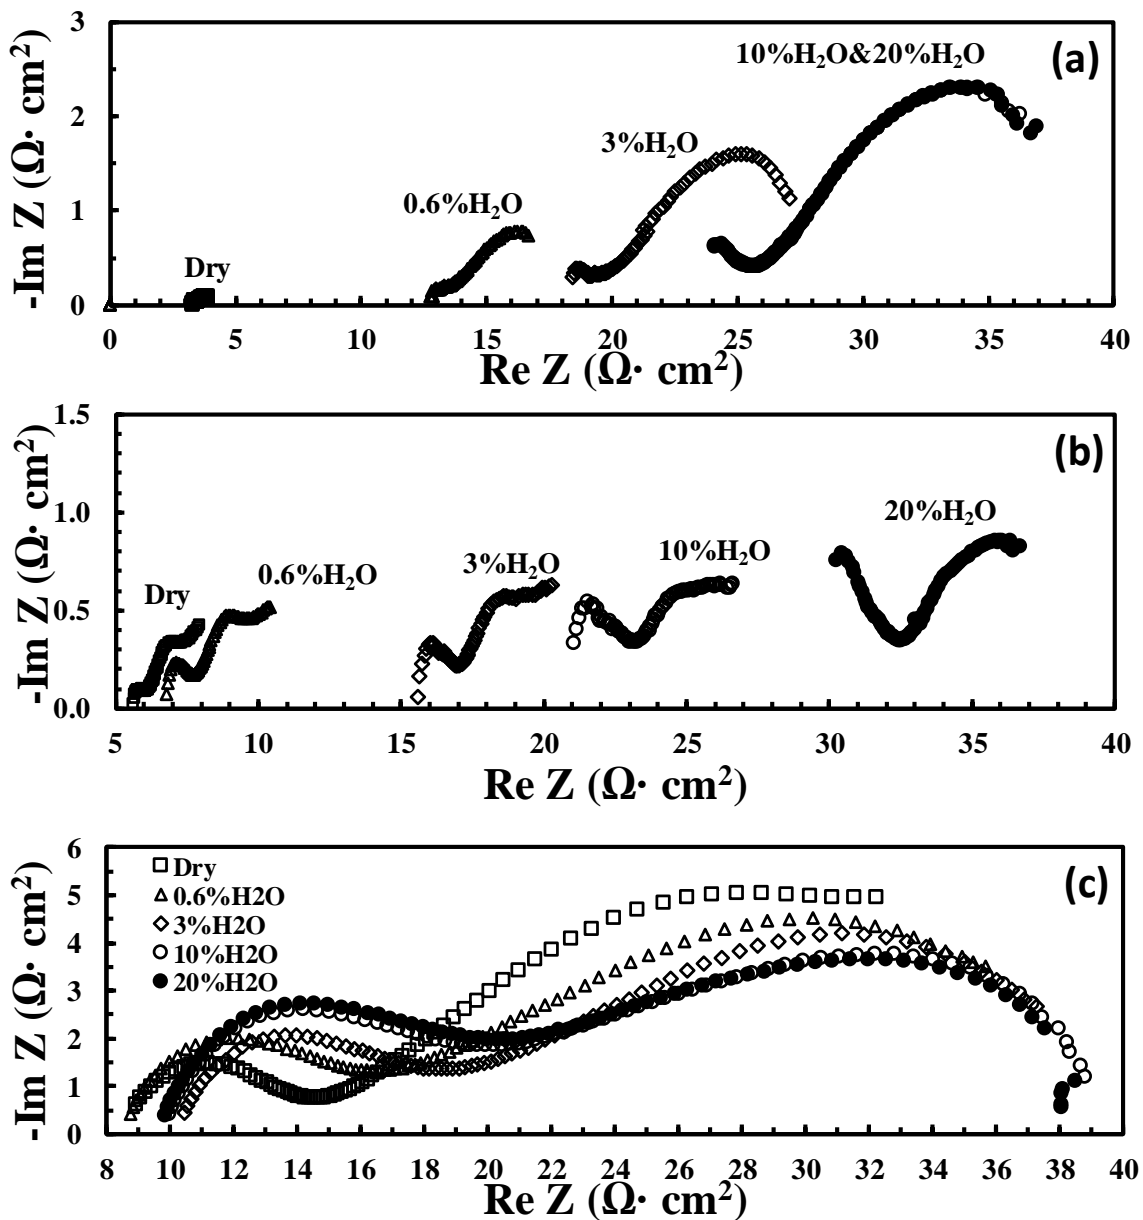 (a)
-Im Z (Ω· cm²)
3
2
1
0
10%H₂O&20%H₂O
3%H₂O
0.6%H₂O
Dry
0 5 10 15 20 25 30 35 40
Re Z (Ω· cm²)
(b)
-Im Z (Ω· cm²)
1.5
1.0
0.5
0.0
20%H₂O
10%H₂O
3%H₂O
0.6%H₂O
Dry
5 10 15 20 25 30 35 40
Re Z (Ω· cm²)
(c)
-Im Z (Ω· cm²)
6
5
4
3
2
1
0
Dry
0.6%H2O
3%H2O
10%H2O
20%H2O
8 10 12 14 16 18 20 22 24 26 28 30 32 34 36 38 40
Re Z (Ω· cm²)